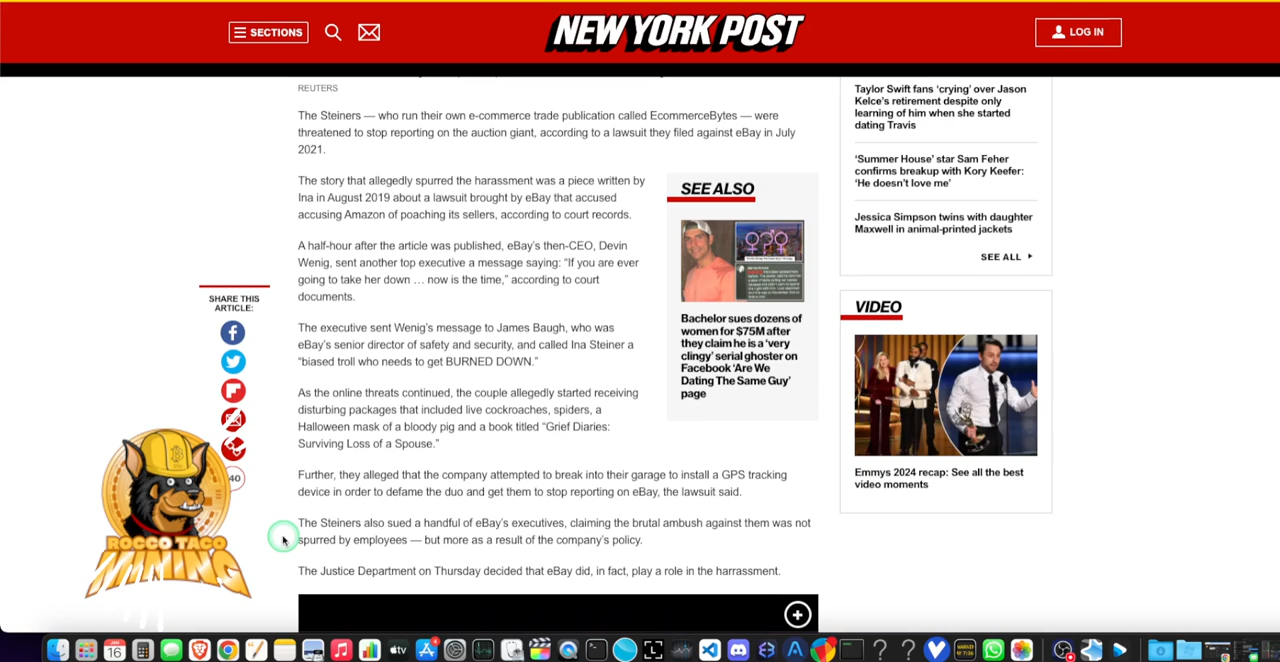 SECTIONS
NEW YORK POST
LOG IN
REUTERS
The Steiners — who run their own e-commerce trade publication called EcommerceBytes — were
threatened to stop reporting on the auction giant, according to a lawsuit they filed against eBay in July
2021.
The story that allegedly spurred the harassment was a piece written by
Ina in August 2019 about a lawsuit brought by eBay that accused
accusing Amazon of poaching its sellers, according to court records.
A half-hour after the article was published, eBay's then-CEO, Devin
Wenig, sent another top executive a message saying: “If you are ever
going to take her down … now is the time,” according to court
documents.
The executive sent Wenig's message to James Baugh, who was
eBay's senior director of safety and security, and called Ina Steiner a
“biased troll who needs to get BURNED DOWN.”
As the online threats continued, the couple allegedly started receiving
disturbing packages that included live cockroaches, spiders, a
Halloween mask of a bloody pig and a book titled “Grief Diaries:
Surviving Loss of a Spouse.”
Further, they alleged that the company attempted to break into their garage to install a GPS tracking
device in order to defame the duo and get them to stop reporting on eBay, the lawsuit said.
The Steiners also sued a handful of eBay's executives, claiming the brutal ambush against them was not
spurred by employees — but more as a result of the company's policy.
The Justice Department on Thursday decided that eBay did, in fact, play a role in the harrassment.
SHARE THIS
ARTICLE:
40
ROCCO TACO
MINING
SEE ALSO
Bachelor sues dozens of
women for $75M after
they claim he is a ‘very
clingy’ serial ghoster on
Facebook ‘Are We
Dating The Same Guy’
page
Taylor Swift fans ‘crying’ over Jason
Kelce's retirement despite only
learning of him when she started
dating Travis
‘Summer House’ star Sam Feher
confirms breakup with Kory Keefer:
‘He doesn't love me’
Jessica Simpson twins with daughter
Maxwell in animal-printed jackets
SEE ALL
VIDEO
Emmys 2024 recap: See all the best
video moments
JAN
16
4
tv